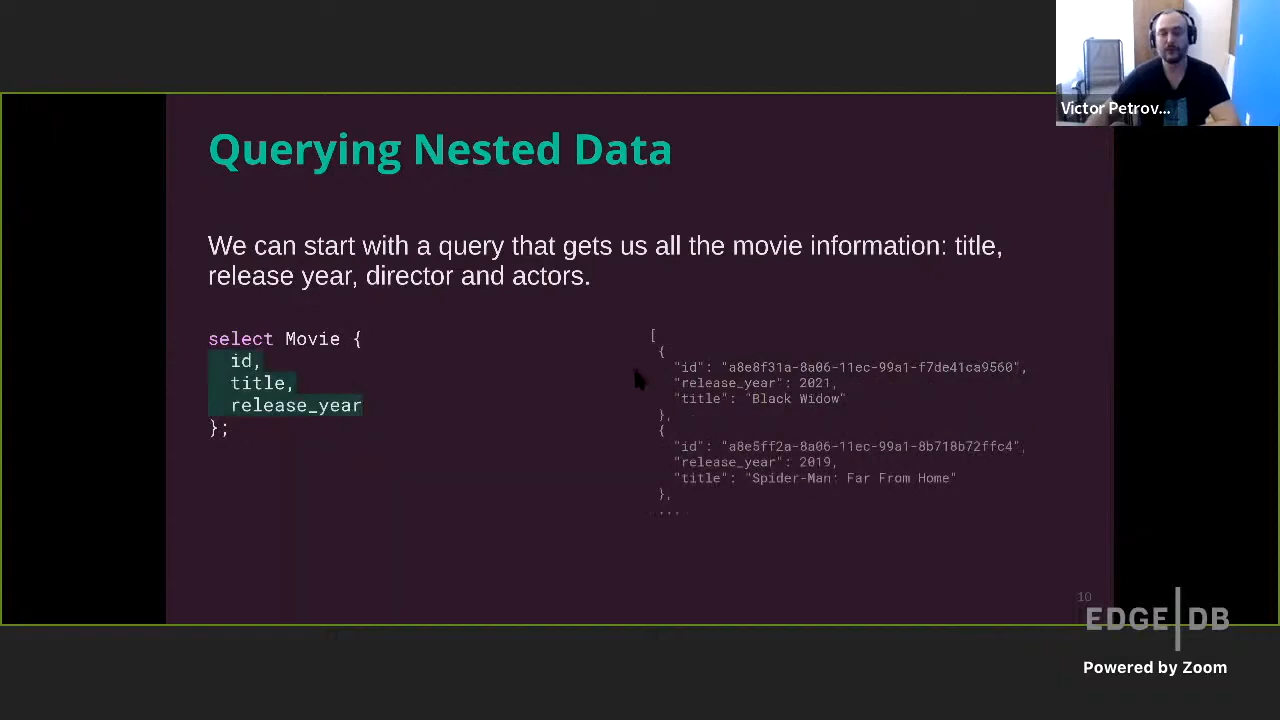 Victor Petrov...
Querying Nested Data
We can start with a query that gets us all the movie information: title,
release year, director and actors.
select Movie {
  id,
  title,
  release_year
};
[
  {
    "id": "a8e8f31a-8a06-11ec-99a1-f7de41ca9560",
    "release_year": 2021,
    "title": "Black Widow"
  },
  {
    "id": "a8e5ff2a-8a06-11ec-99a1-8b718b72ffc4",
    "release_year": 2019,
    "title": "Spider-Man: Far From Home"
  },
  ...
10
EDGE|DB
Powered by Zoom